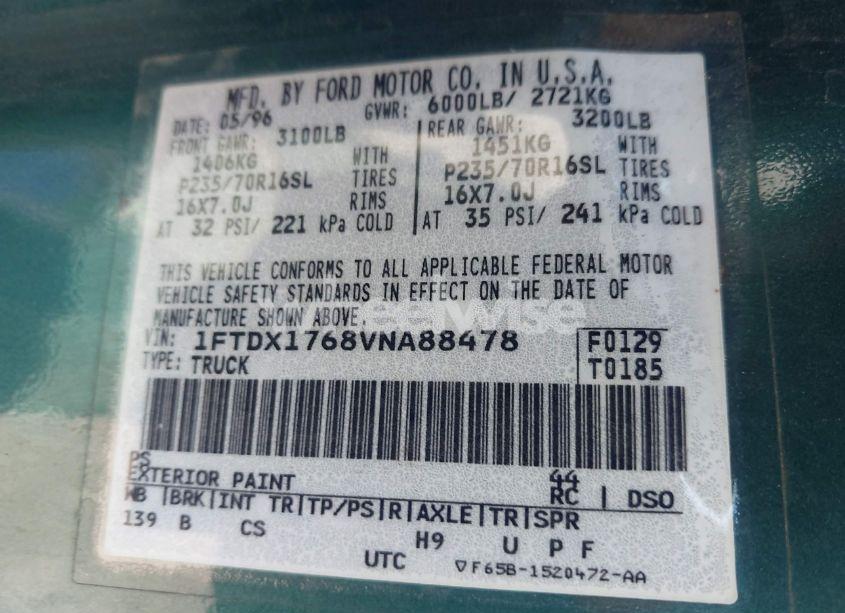 MFD. BY FORD MOTOR CO. IN U.S.A.
DATE: 05/96 GVWR: 6000LB/ 2721KG
FRONT GAWR: 3100LB REAR GAWR: 3200LB
1406KG WITH 1451KG WITH
P235/70R16SL TIRES P235/70R16SL TIRES
16X7.0J RIMS 16X7.0J RIMS
AT 32 PSI/ 221 kPa COLD AT 35 PSI/ 241 kPa COLD
THIS VEHICLE CONFORMS TO ALL APPLICABLE FEDERAL MOTOR
VEHICLE SAFETY STANDARDS IN EFFECT ON THE DATE OF
MANUFACTURE SHOWN ABOVE.
VIN: 1FTDX1768VNA88478 F0129
TYPE: TRUCK T0185
PS 44
EXTERIOR PAINT RC | DSO
WB |BRK|INT TR|TP/PS|R|AXLE|TR|SPR
139 B CS H9 U P F
UTC ▽F65B-1520472-AA